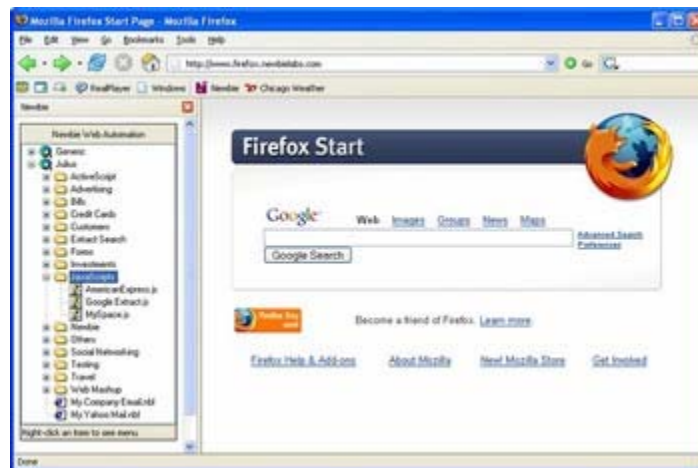 Mozilla Firefox Start Page - Mozilla Firefox
File Edit View Go Bookmarks Tools Help
http://www.firefox.newbielabs.com Go
RealPlayer Windows Newbie Chicago Weather
Newbie
Newbie Web Automation
Generic
Julius
ActiveScript
Advertising
Bills
Credit Cards
Customers
Extract Search
Forms
Investments
JavaScripts
AmericanExpress.js
Google Extract.js
MySpace.js
Newbie
Others
Social Networking
Testing
Travel
Web Mashup
My Company Email.nbl
My Yahoo Mail.nbl
Right-click an item to see menu
Firefox Start
Google Web Images Groups News Maps
Advanced Search
Preferences
Google Search
Become a friend of Firefox. Learn more.
Firefox Help & Add-ons About Mozilla New! Mozilla Store Get Involved
Done